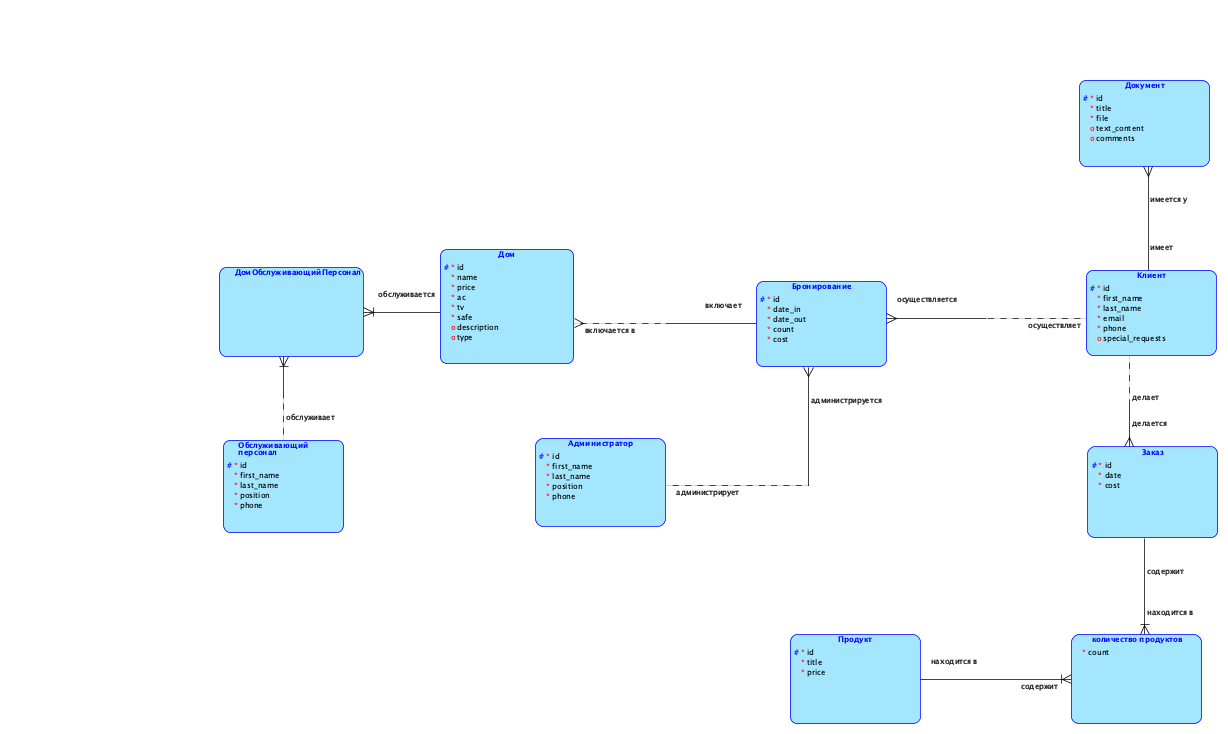 Документ
# * id
* title
* file
o text_content
o comments
имеется у
имеет
Клиент
# * id
* first_name
* last_name
* email
* phone
o special_requests
Дом
# * id
* name
* price
* ac
* tv
* safe
o description
o type
ДомОбслуживающийПерсонал
обслуживается
включается в
включает
Бронирование
# * id
* date_in
* date_out
* count
* cost
осуществляется
осуществляет
обслуживает
Обслуживающий
персонал
# * id
* first_name
* last_name
* position
* phone
Администратор
# * id
* first_name
* last_name
* position
* phone
администрируется
администрирует
делает
делается
Заказ
# * id
* date
* cost
содержит
находится в
Продукт
# * id
* title
* price
находится в
содержит
количество продуктов
* count